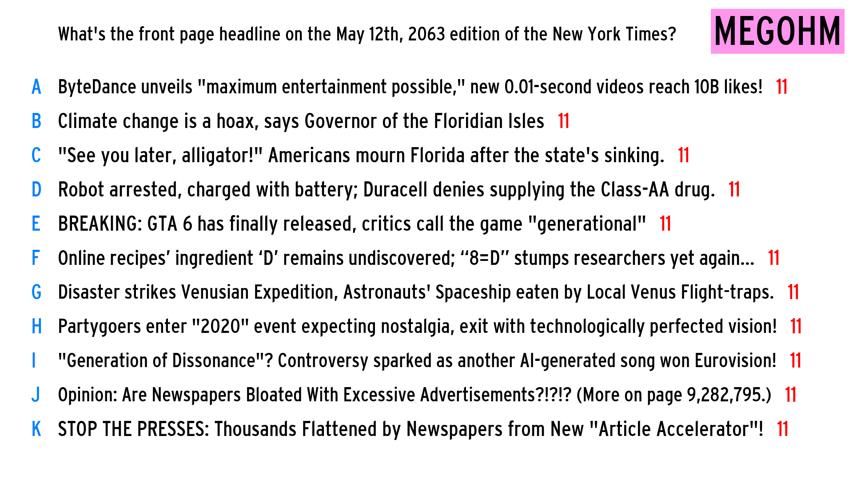 What's the front page headline on the May 12th, 2063 edition of the New York Times?
MEGOHM
A ByteDance unveils "maximum entertainment possible," new 0.01-second videos reach 10B likes! 11
B Climate change is a hoax, says Governor of the Floridian Isles 11
C "See you later, alligator!" Americans mourn Florida after the state's sinking. 11
D Robot arrested, charged with battery; Duracell denies supplying the Class-AA drug. 11
E BREAKING: GTA 6 has finally released, critics call the game "generational" 11
F Online recipes’ ingredient ‘D’ remains undiscovered; “8=D” stumps researchers yet again... 11
G Disaster strikes Venusian Expedition, Astronauts' Spaceship eaten by Local Venus Flight-traps. 11
H Partygoers enter "2020" event expecting nostalgia, exit with technologically perfected vision! 11
I "Generation of Dissonance"? Controversy sparked as another AI-generated song won Eurovision! 11
J Opinion: Are Newspapers Bloated With Excessive Advertisements?!?!? (More on page 9,282,795.) 11
K STOP THE PRESSES: Thousands Flattened by Newspapers from New "Article Accelerator"! 11